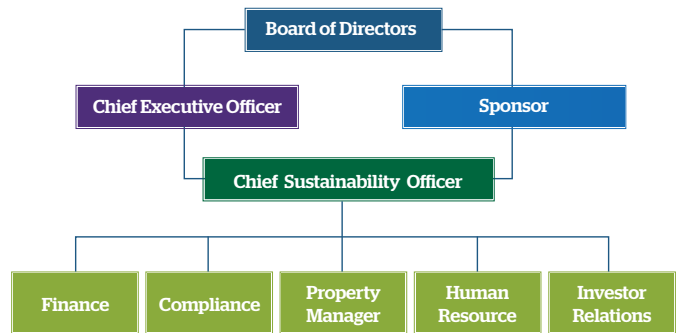 Board of Directors
Chief Executive Officer
Sponsor
Chief Sustainability Officer
Finance
Compliance
Property
Manager
Human
Resource
Investor
Relations